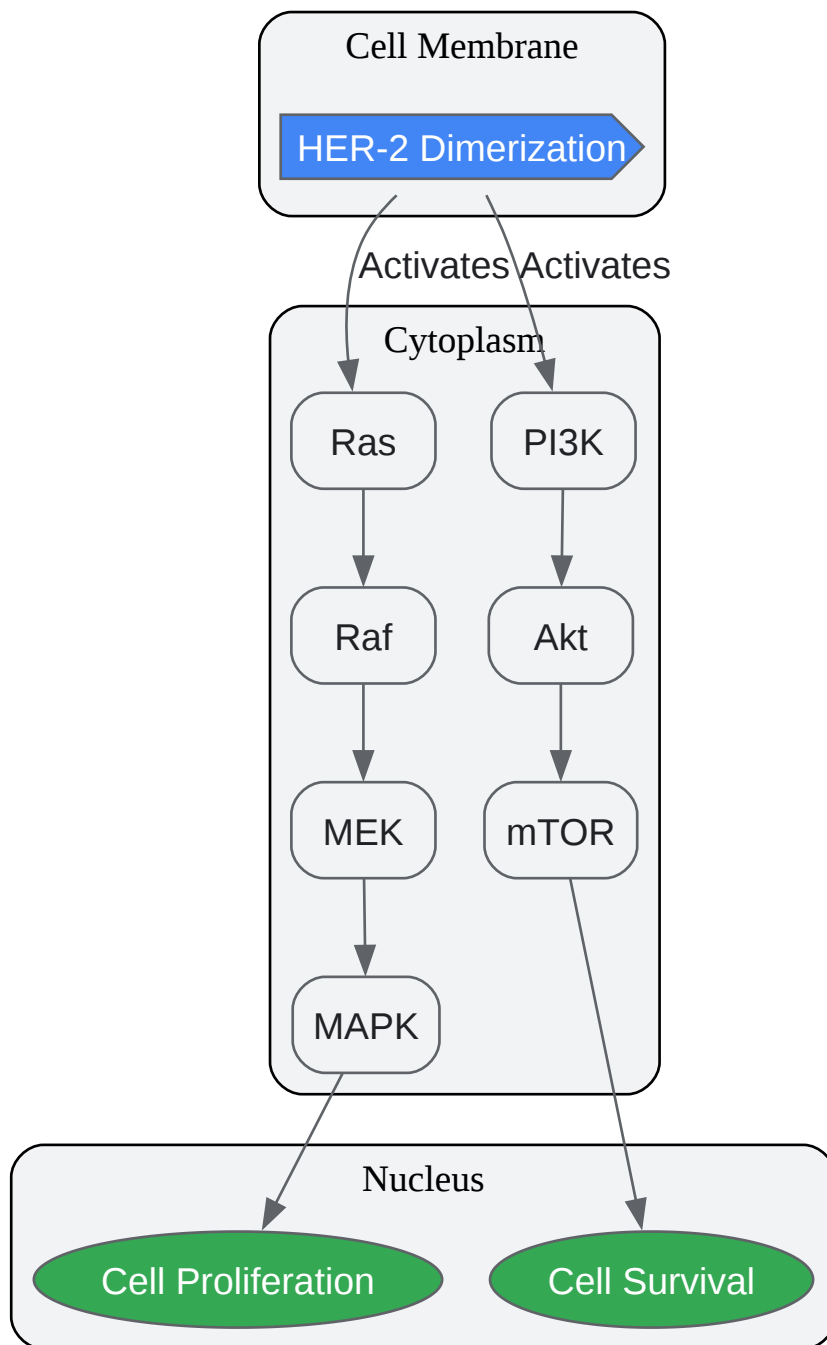 Cell Membrane
HER-2 Dimerization
Activates Activates
Cytoplasm
Ras PI3K
Raf Akt
MEK mTOR
MAPK
Nucleus
Cell Proliferation Cell Survival